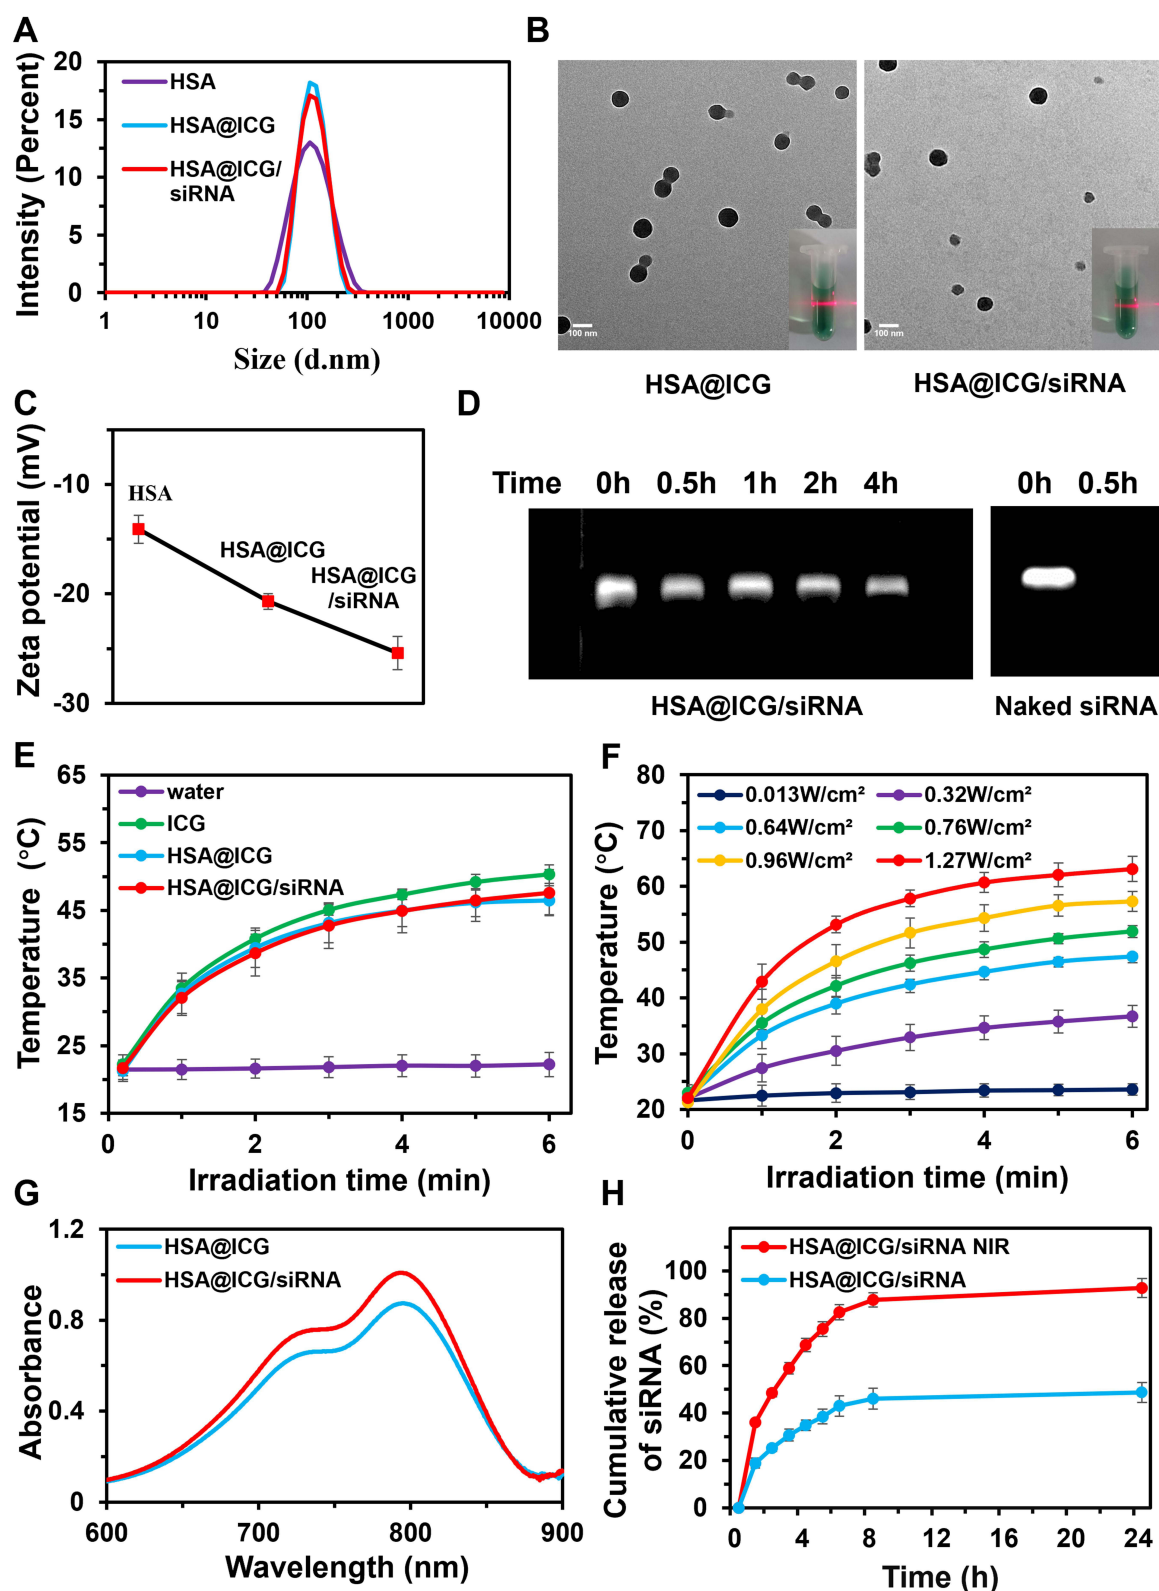 A
Intensity (Percent)
20
15
10
5
0
HSA
HSA@ICG
HSA@ICG/
siRNA
1
10
100
1000
10000
Size (d.nm)
B
100 nm
100 nm
HSA@ICG
HSA@ICG/siRNA
C
Zeta potential (mV)
-10
-20
-30
HSA
HSA@ICG
HSA@ICG
/siRNA
D
Time 0h 0.5h 1h 2h 4h
0h 0.5h
HSA@ICG/siRNA
Naked siRNA
E
Temperature (°C)
65
55
45
35
25
15
water
ICG
HSA@ICG
HSA@ICG/siRNA
0 2 4 6
Irradiation time (min)
F
Temperature (°C)
80
70
60
50
40
30
20
0.013W/cm² 0.32W/cm²
0.64W/cm² 0.76W/cm²
0.96W/cm² 1.27W/cm²
0 2 4 6
Irradiation time (min)
G
Absorbance
1.2
0.8
0.4
0
HSA@ICG
HSA@ICG/siRNA
600 700 800 900
Wavelength (nm)
H
Cumulative release
of siRNA (%)
100
80
60
40
20
0
HSA@ICG/siRNA NIR
HSA@ICG/siRNA
0 4 8 12 16 20 24
Time (h)